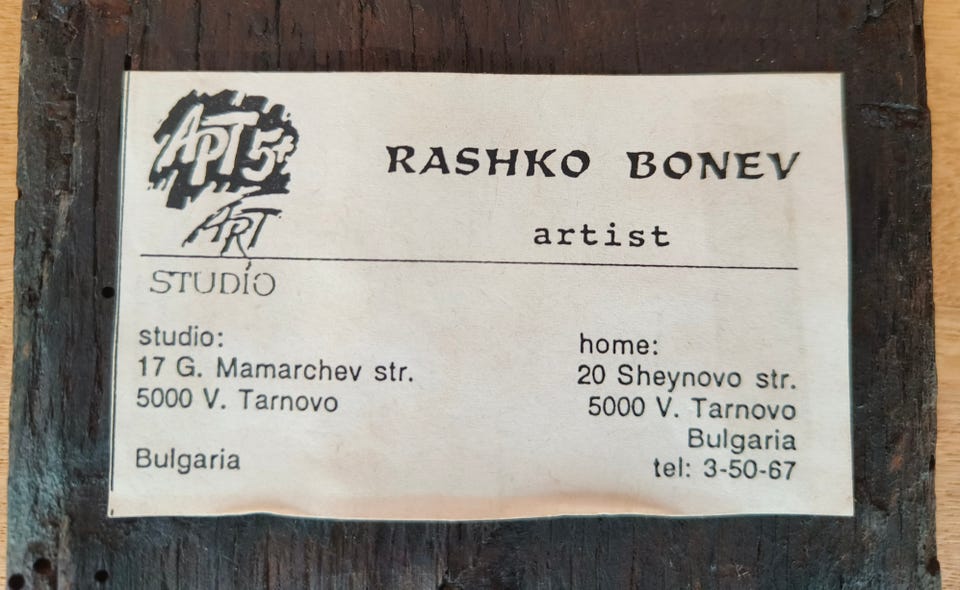 АРТ 5+
ART
STUDIO
RASHKO BONEV
artist
studio:
17 G. Mamarchev str.
5000 V. Tarnovo
Bulgaria
home:
20 Sheynovo str.
5000 V. Tarnovo
Bulgaria
tel: 3-50-67